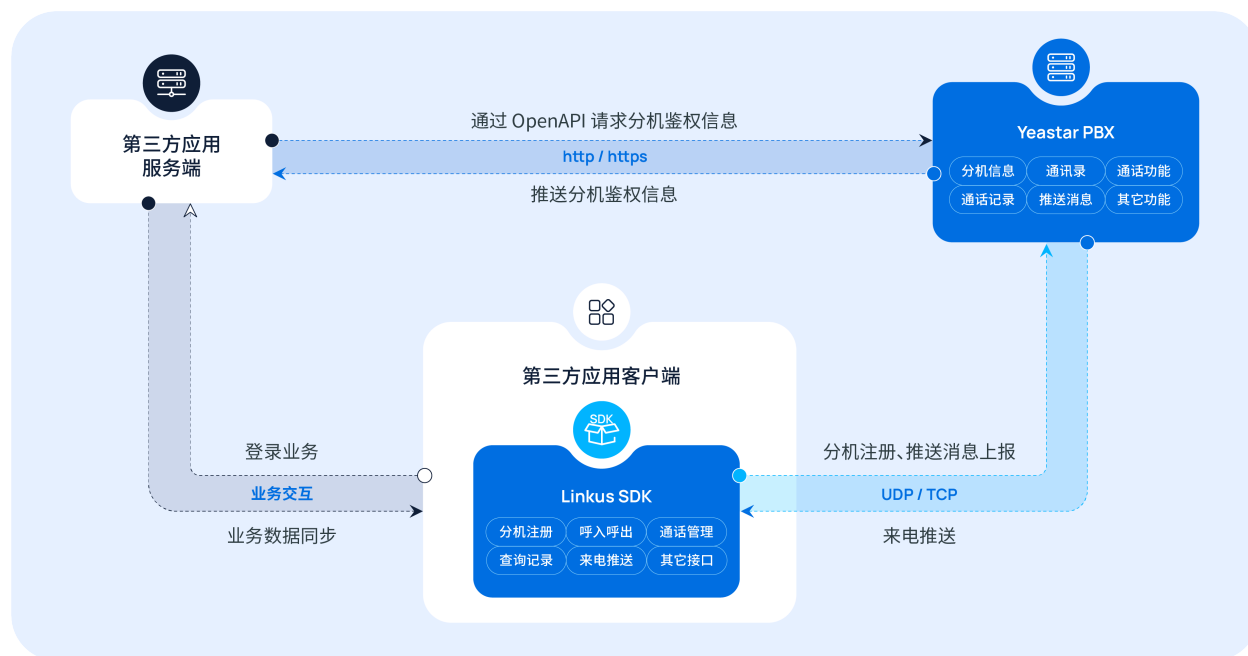 第三方应用
服务端
通过 OpenAPI 请求分机鉴权信息
http / https
推送分机鉴权信息
Yeastar PBX
分机信息 通讯录 通话功能
通话记录 推送消息 其它功能
第三方应用客户端
SDK
登录业务
业务交互
业务数据同步
Linkus SDK
分机注册 呼入呼出 通话管理
查询记录 来电推送 其它接口
分机注册、推送消息上报
UDP / TCP
来电推送